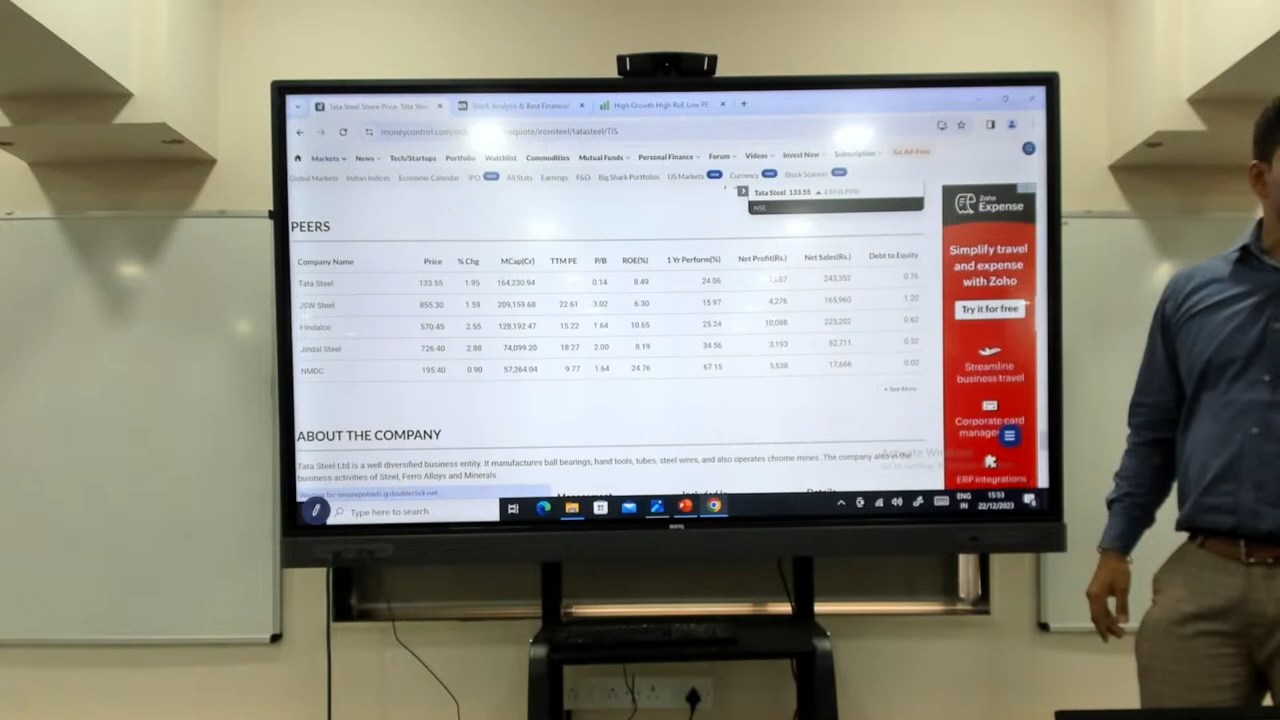 Tata Steel Share Price, Tata Stee
Stock Analysis & Best Financial
High Growth High RoE Low PE
quote/ironsteel/tatasteel/TIS
Markets News Tech/Startups Portfolio Watchlist Commodities Mutual Funds Personal Finance Forum Videos Invest Now Subscription Go Ad-Free
Global Markets Indian Indices Economic Calendar IPO All Stats Earnings F&O Big Shark Portfolios US Markets Currency Stock Scanner
Tata Steel 133.55
NSE
PEERS
Company Name Price % Chg MCap(Cr) TTM PE P/B ROE(%) 1 Yr Perform(%) Net Profit(Rs.) Net Sales(Rs.) Debt to Equity
Tata Steel 133.55 1.95 164,230.94 0.14 8.49 24.06 243,352 0.76
JSW Steel 855.30 1.59 209,159.68 22.61 3.02 6.30 15.97 4,276 165,960 1.20
Hindalco 570.45 2.55 128,192.47 15.22 1.64 10.65 25.24 10,088 223,202 0.62
Jindal Steel 726.40 2.88 74,099.20 18.27 2.00 8.19 34.56 3,193 52,711 0.32
NMDC 195.40 0.90 57,264.04 9.77 1.64 24.76 67.15 5,538 17,666 0.02
+ See More
ABOUT THE COMPANY
Tata Steel Ltd is a well diversified business entity. It manufactures ball bearings, hand tools, tubes, steel wires, and also operates chrome mines. The company also in the
business activities of Steel, Ferro Alloys and Minerals.
Management Included In Details
Zoho
Expense
Simplify travel
and expense
with Zoho
Try it for free
Streamline
business travel
Corporate card
ERP integrations
Activate Windows
Type here to search
ENG
IN
15:53
22/12/2023
BenQ